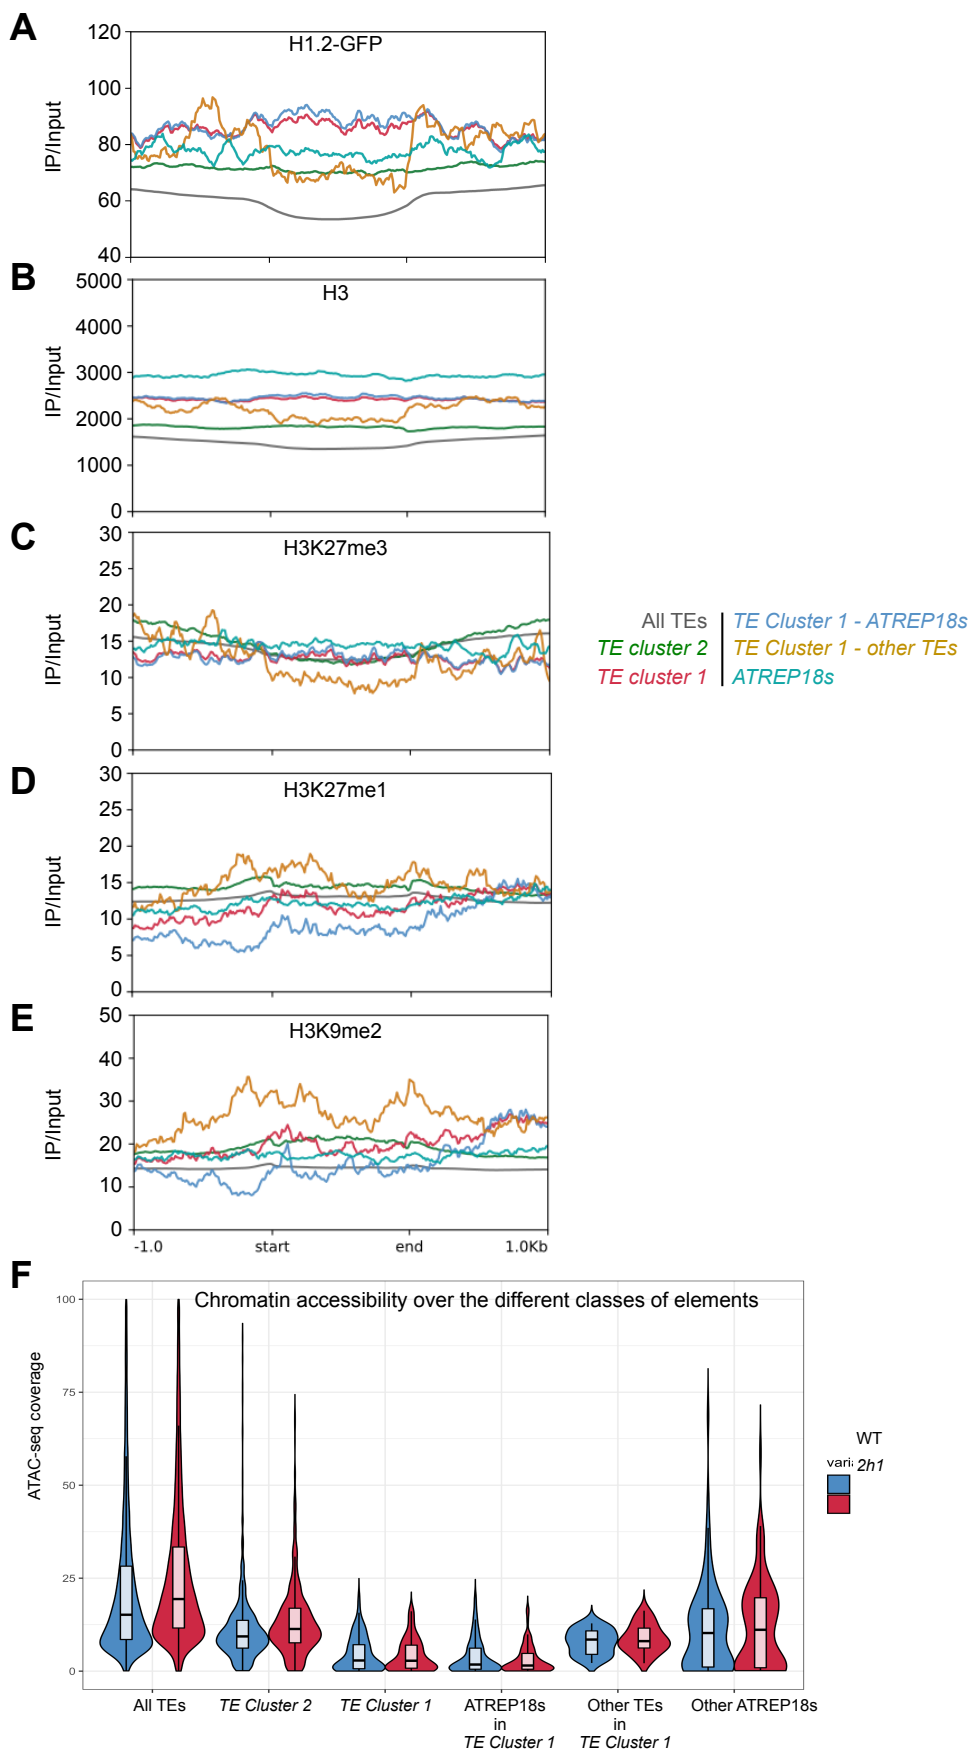 A
H1.2-GFP
120
100
80
60
40
IP/Input
B
H3
5000
4000
3000
2000
1000
0
IP/Input
C
H3K27me3
30
25
20
15
10
5
0
IP/Input
All TEs
TE cluster 2
TE cluster 1
TE Cluster 1 - ATREP18s
TE Cluster 1 - other TEs
ATREP18s
D
H3K27me1
30
25
20
15
10
5
0
IP/Input
E
H3K9me2
50
40
30
20
10
0
IP/Input
-1.0 start end 1.0Kb
F
Chromatin accessibility over the different classes of elements
100
75
50
25
0
ATAC-seq coverage
WT
vari 2h1
All TEs
TE Cluster 2
TE Cluster 1
ATREP18s
in
TE Cluster 1
Other TEs
in
TE Cluster 1
Other ATREP18s